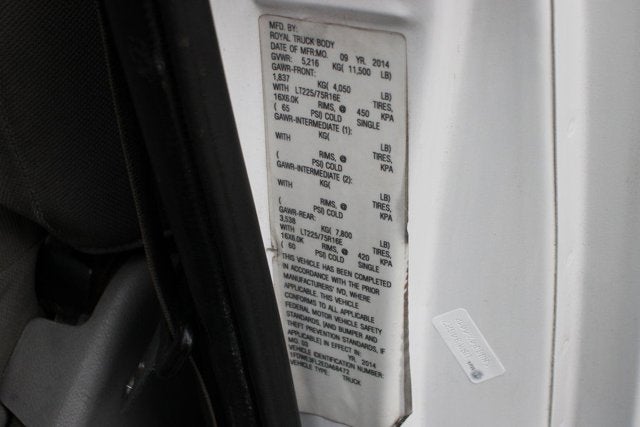 MFD. BY:
ROYAL TRUCK BODY
DATE OF MFR:MO. 09 YR. 2014
GVWR: 5,216 KG( 11,500 LB)
GAWR-FRONT:
1,837 KG( 4,050 LB)
WITH LT225/75R16E TIRES,
16X6.0K RIMS, @ 450 KPA
( 65 PSI) COLD SINGLE
GAWR-INTERMEDIATE (1):
KG( LB)
WITH TIRES,
RIMS, @ KPA
( PSI) COLD
GAWR-INTERMEDIATE (2):
KG( LB)
WITH TIRES,
RIMS, @ KPA
( PSI) COLD
GAWR-REAR:
3,538 KG( 7,800 LB)
WITH LT225/75R16E TIRES,
16X6.0K RIMS, @ 420 KPA
( 60 PSI) COLD SINGLE
THIS VEHICLE HAS BEEN COMPLETED
IN ACCORDANCE WITH THE PRIOR
MANUFACTURERS' IVD, WHERE
APPLICABLE. THIS VEHICLE
CONFORMS TO ALL APPLICABLE
FEDERAL MOTOR VEHICLE SAFETY
STANDARDS, [AND BUMPER AND
THEFT PREVENTION STANDARDS, IF
APPLICABLE] IN EFFECT IN:
MO. 09 YR. 2014
VEHICLE IDENTIFICATION NUMBER:
VEHICLE TYPE: TRUCK